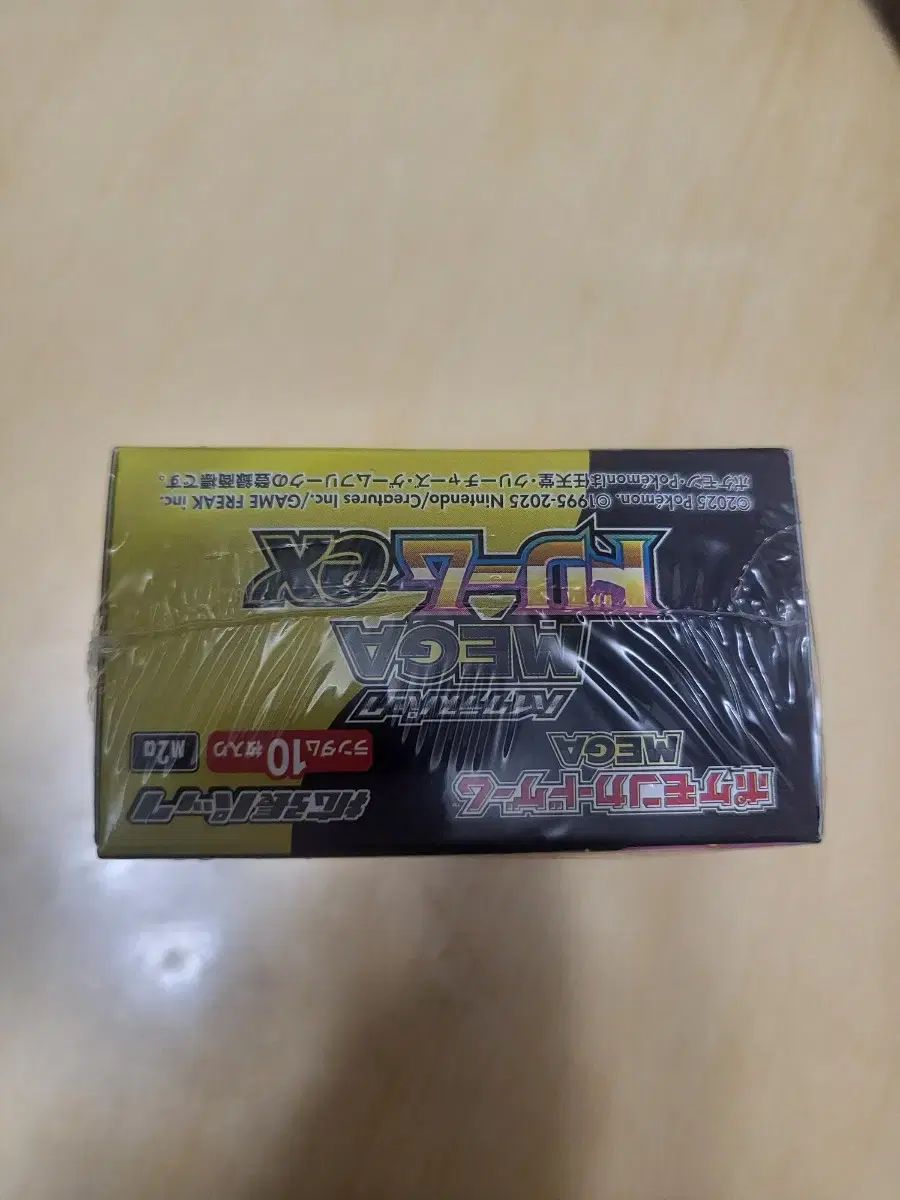 ポケモンカードゲーム
MEGA
拡張パック
ランダム10枚入り
M2a
ハイクラスパック
MEGA
ドリームex
©2025 Pokémon. ©1995-2025 Nintendo/Creatures Inc./GAME FREAK inc.
ポケモン・Pokémonは任天堂・クリーチャーズ・ゲームフリークの登録商標です。